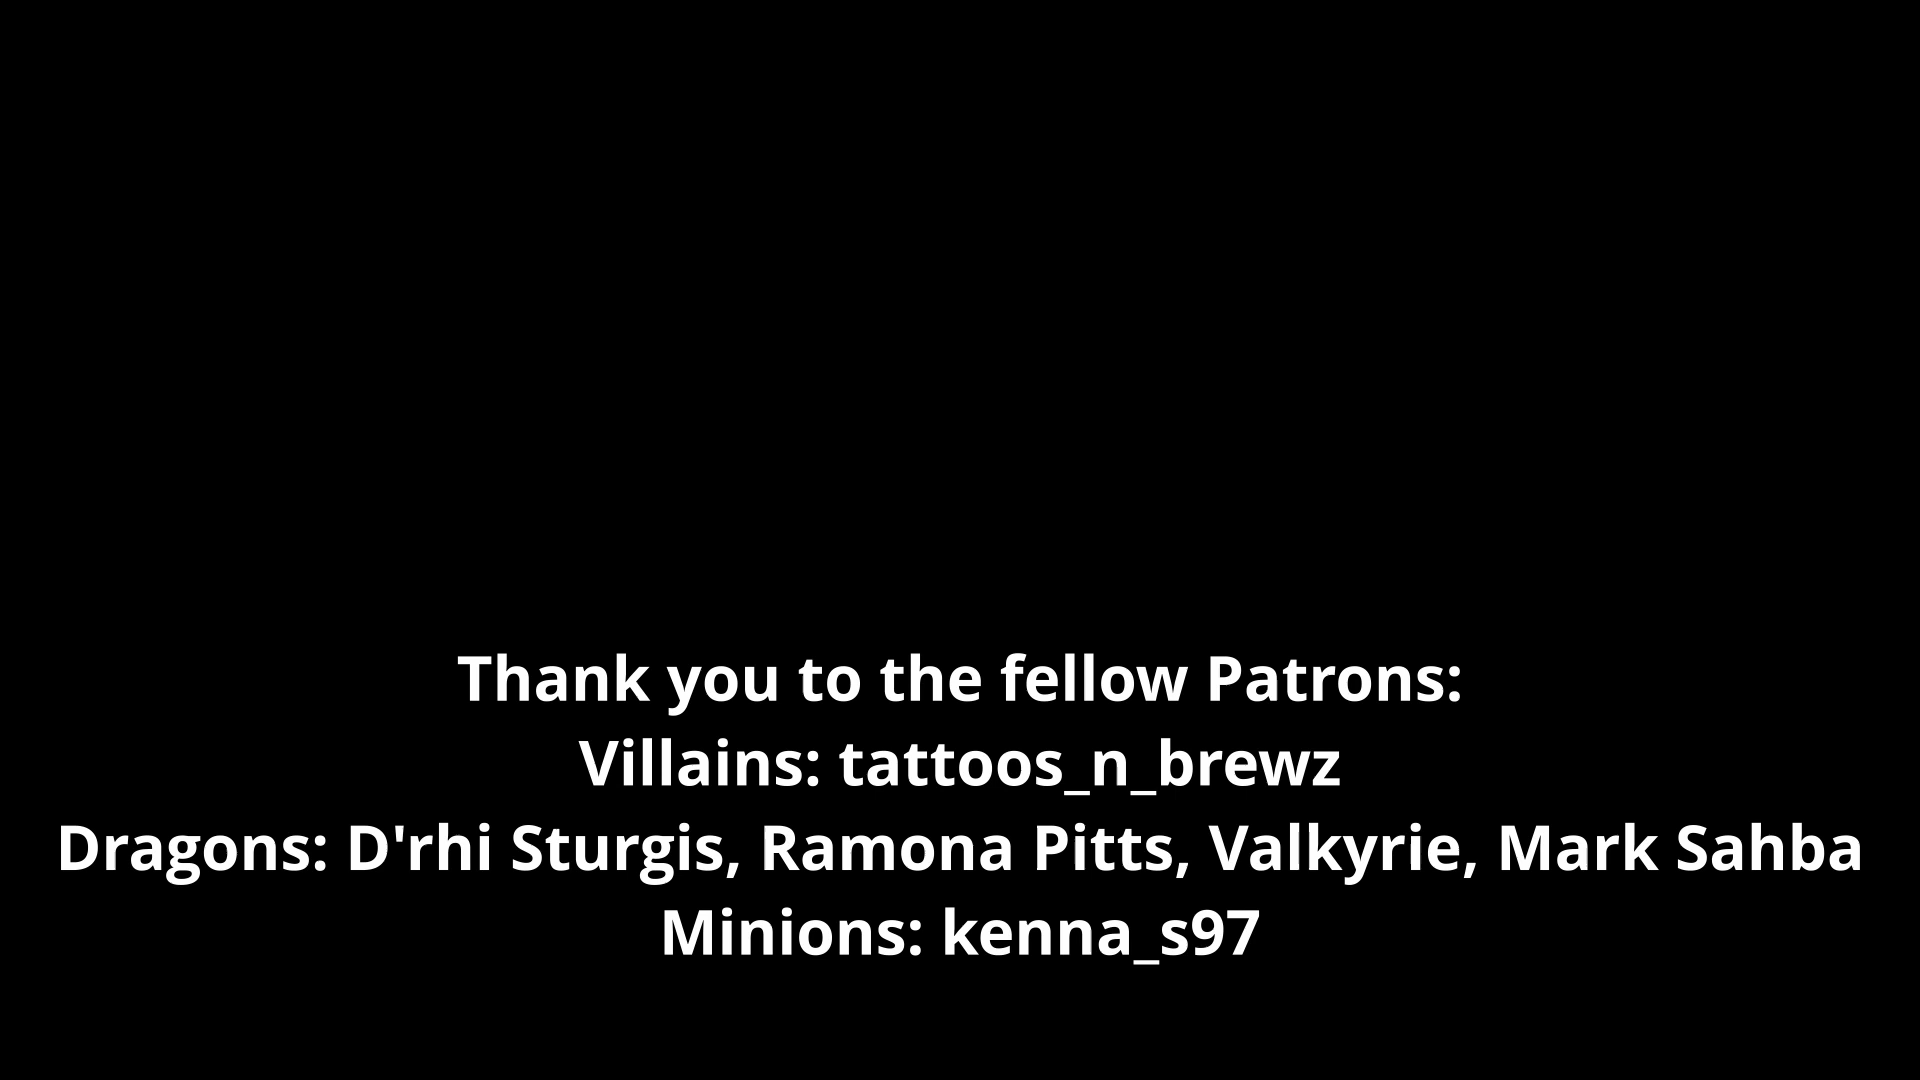 Thank you to the fellow Patrons:
Villains: tattoos_n_brewz
Dragons: D'rhi Sturgis, Ramona Pitts, Valkyrie, Mark Sahba
Minions: kenna_s97